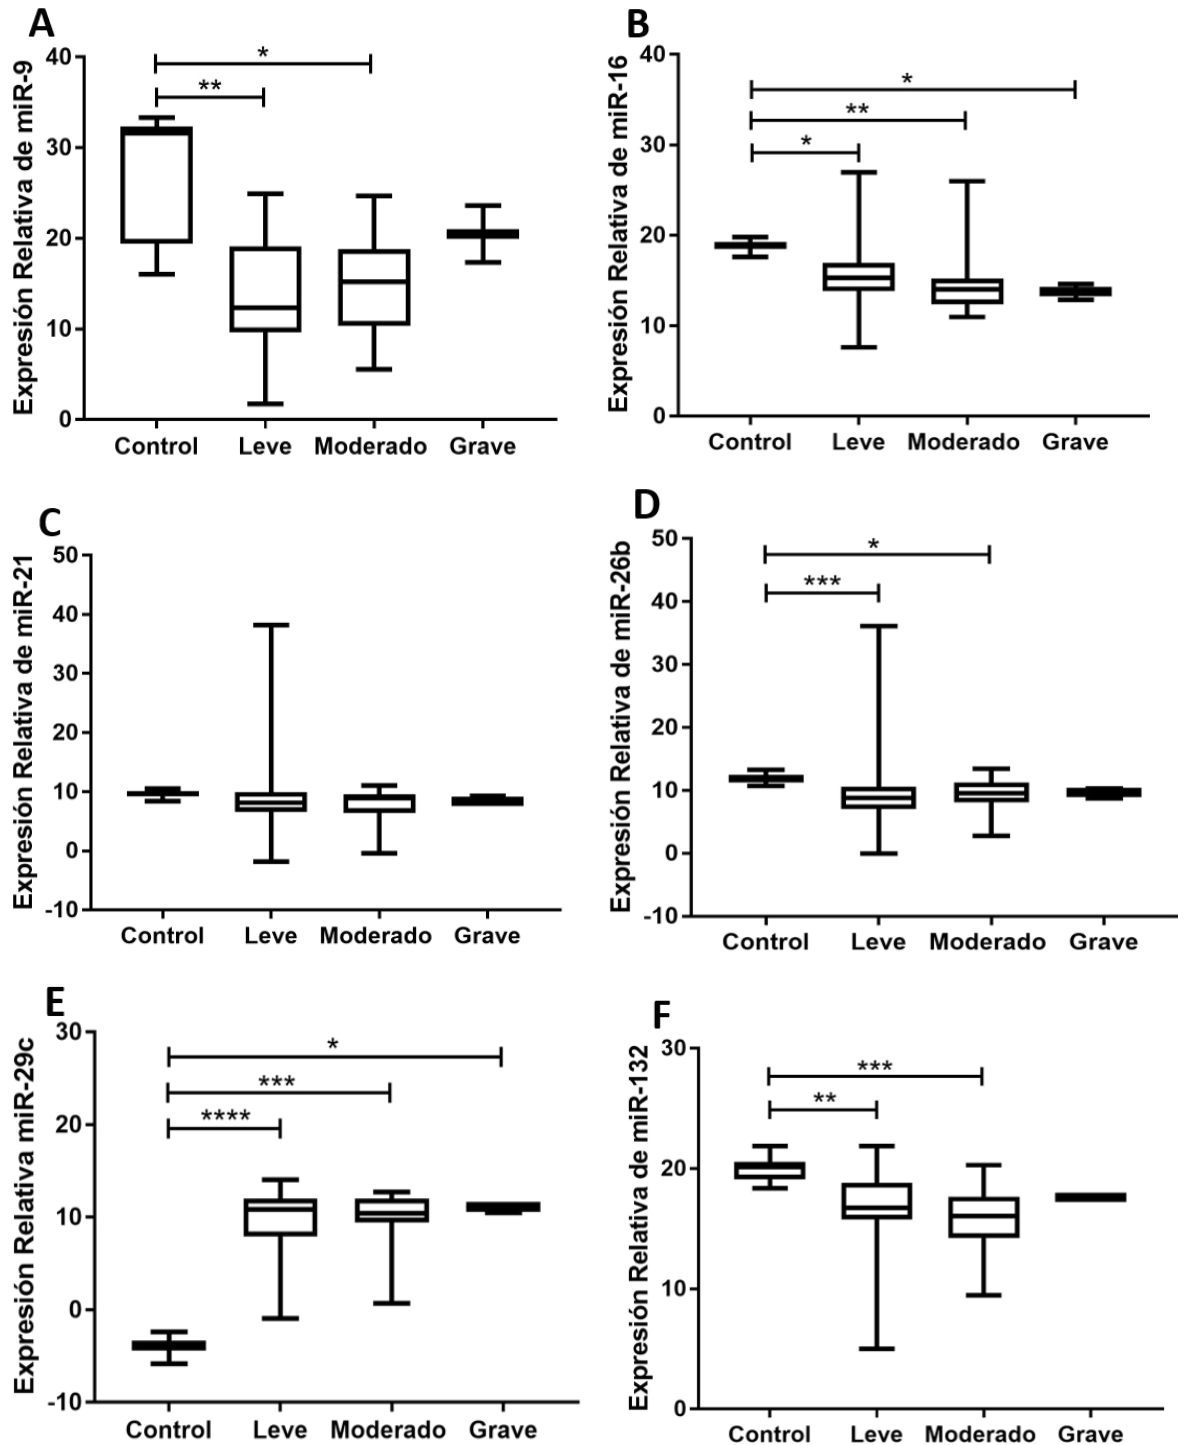 A
Expresión Relativa de miR-9
40
30
20
10
0
*
**
Control Leve Moderado Grave
B
Expresión Relativa de miR-16
40
30
20
10
0
*
**
*
Control Leve Moderado Grave
C
Expresión Relativa de miR-21
50
40
30
20
10
0
-10
Control Leve Moderado Grave
D
Expresión Relativa de miR-26b
50
40
30
20
10
0
-10
*
***
Control Leve Moderado Grave
E
Expresión Relativa miR-29c
30
20
10
0
-10
*
***
****
Control Leve Moderado Grave
F
Expresión Relativa de miR-132
30
20
10
0
***
**
Control Leve Moderado Grave